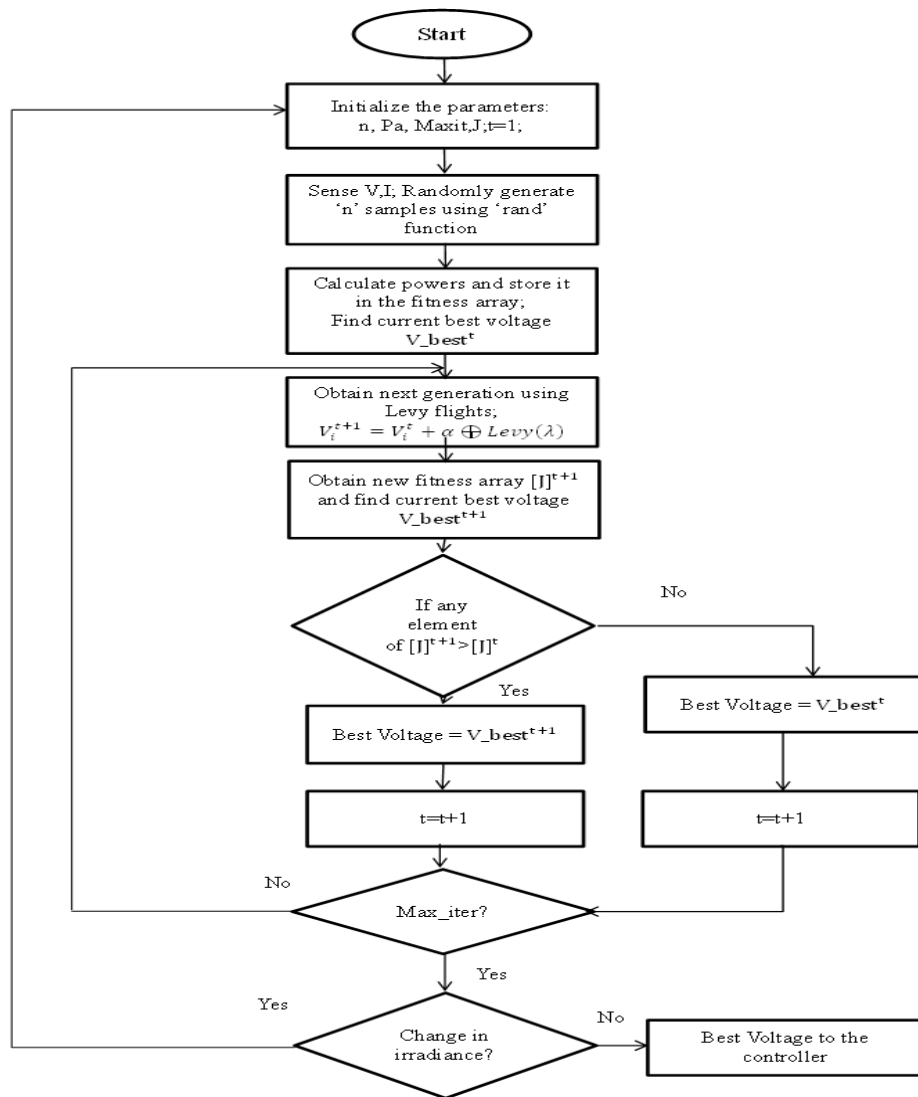 Start
Initialize the parameters:
n, Pa, Maxit,J;t=1;
Sense V,I; Randomly generate
‘n’ samples using ‘rand’
function
Calculate powers and store it
in the fitness array;
Find current best voltage
V_best^t
Obtain next generation using
Levy flights;
V_i^{t+1} = V_i^t + α ⊕ Levy(λ)
Obtain new fitness array [J]^{t+1}
and find current best voltage
V_best^{t+1}
If any
element
of [J]^{t+1}>[J]^t
No
Yes
Best Voltage = V_best^{t+1}
Best Voltage = V_best^t
t=t+1
t=t+1
No
Max_iter?
Yes
Yes
Change in
irradiance?
No
Best Voltage to the
controller